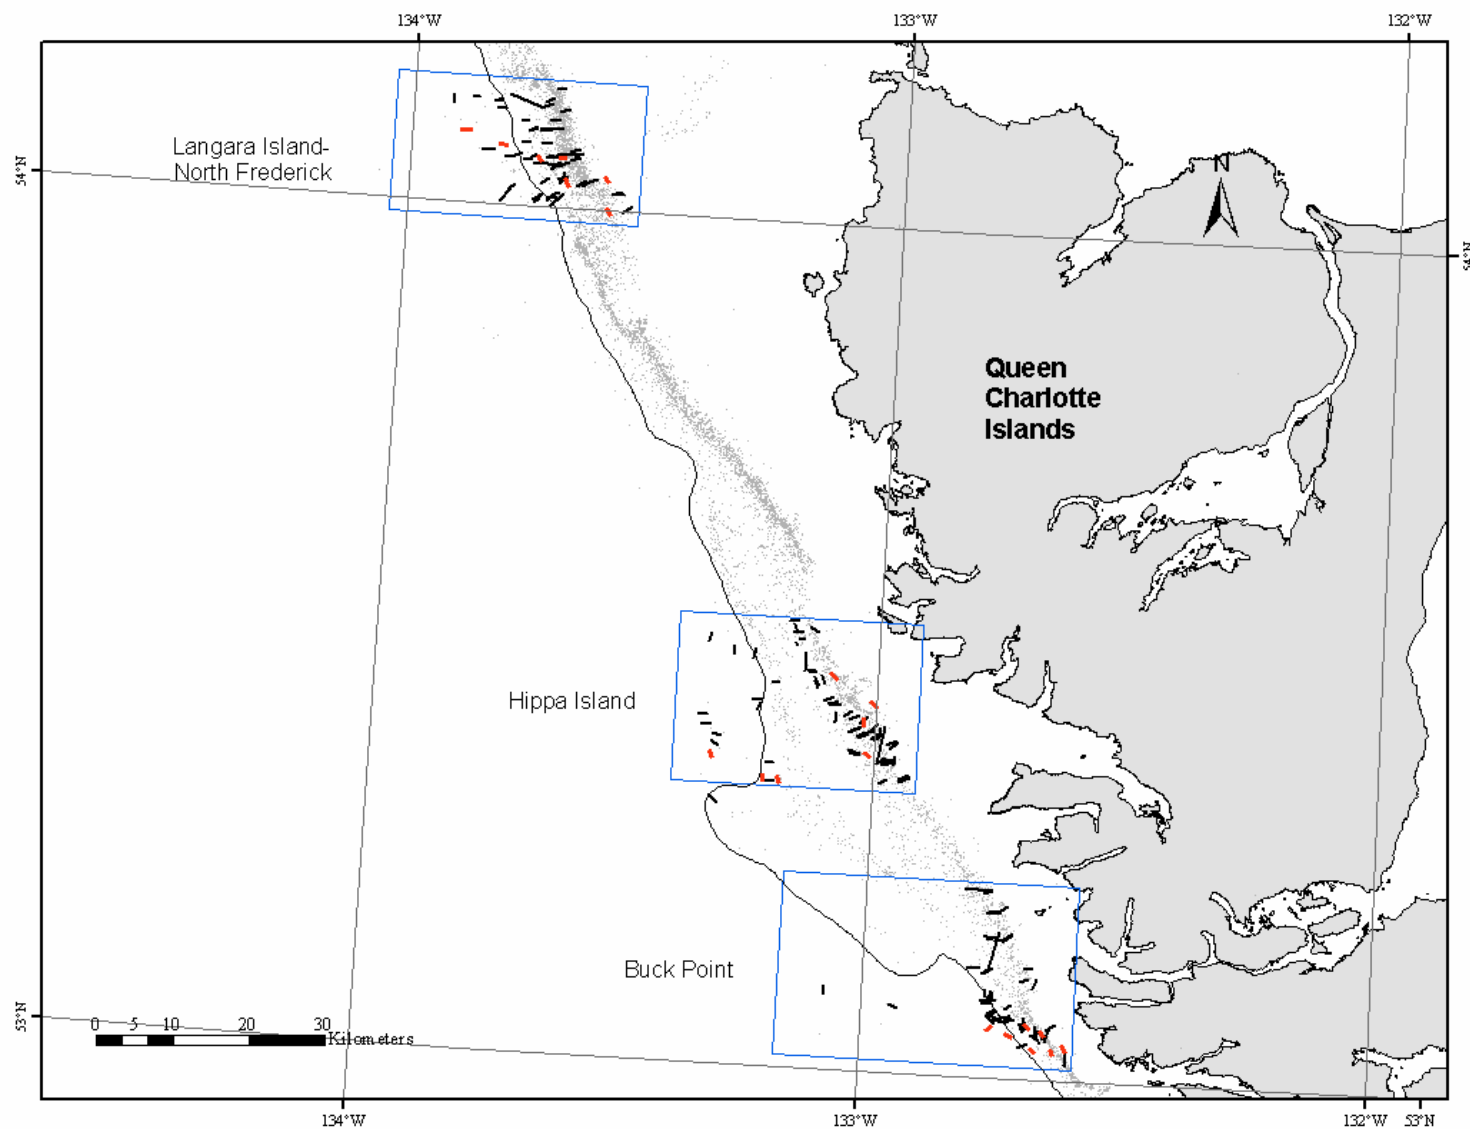 134°W 133°W 132°W
Langara Island-
North Frederick
54°N
N
54°N
Queen
Charlotte
Islands
Hippa Island
Buck Point
53°N
0 5 10 20 30
Kilometers
134°W 133°W 132°W 53°N